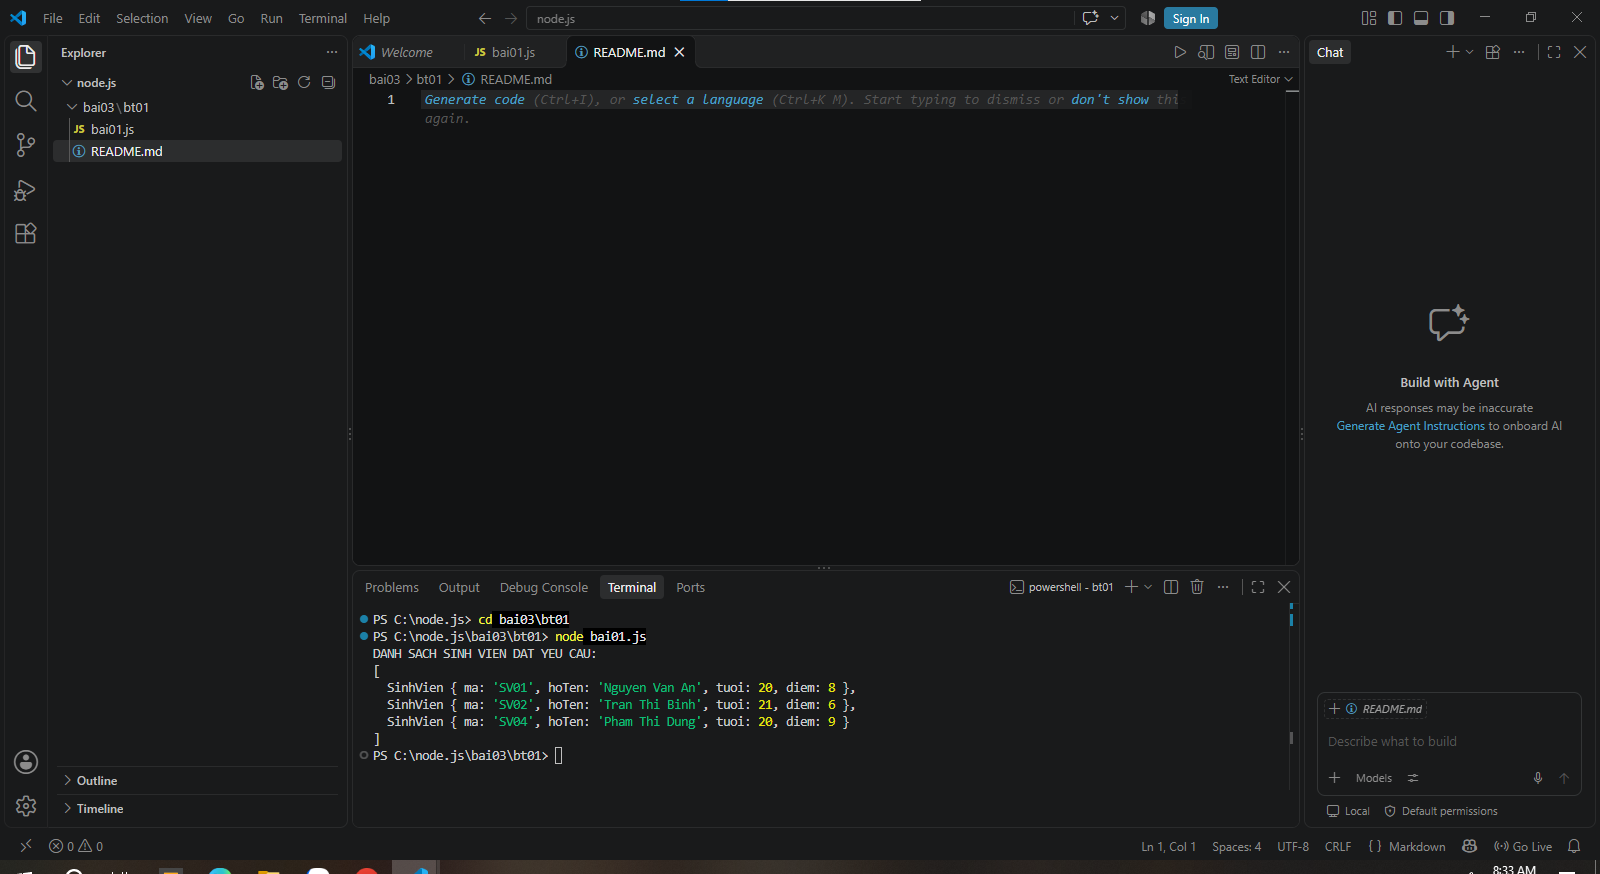 File Edit Selection View Go Run Terminal Help
node.js
Sign In
Explorer
node.js
bai03\bt01
JS bai01.js
README.md
Outline
Timeline
Welcome
JS bai01.js
README.md
bai03 > bt01 > README.md
Text Editor
1 Generate code (Ctrl+I), or select a language (Ctrl+K M). Start typing to dismiss or don't show thi
again.
Problems Output Debug Console Terminal Ports
powershell - bt01
PS C:\node.js> cd bai03\bt01
PS C:\node.js\bai03\bt01> node bai01.js
DANH SACH SINH VIEN DAT YEU CAU:
[
SinhVien { ma: 'SV01', hoTen: 'Nguyen Van An', tuoi: 20, diem: 8 },
SinhVien { ma: 'SV02', hoTen: 'Tran Thi Binh', tuoi: 21, diem: 6 },
SinhVien { ma: 'SV04', hoTen: 'Pham Thi Dung', tuoi: 20, diem: 9 }
]
PS C:\node.js\bai03\bt01>
Chat
Build with Agent
AI responses may be inaccurate
Generate Agent Instructions to onboard AI
onto your codebase.
README.md
Describe what to build
Models
Local Default permissions
0 0
Ln 1, Col 1 Spaces: 4 UTF-8 CRLF { } Markdown Go Live
8:33 AM